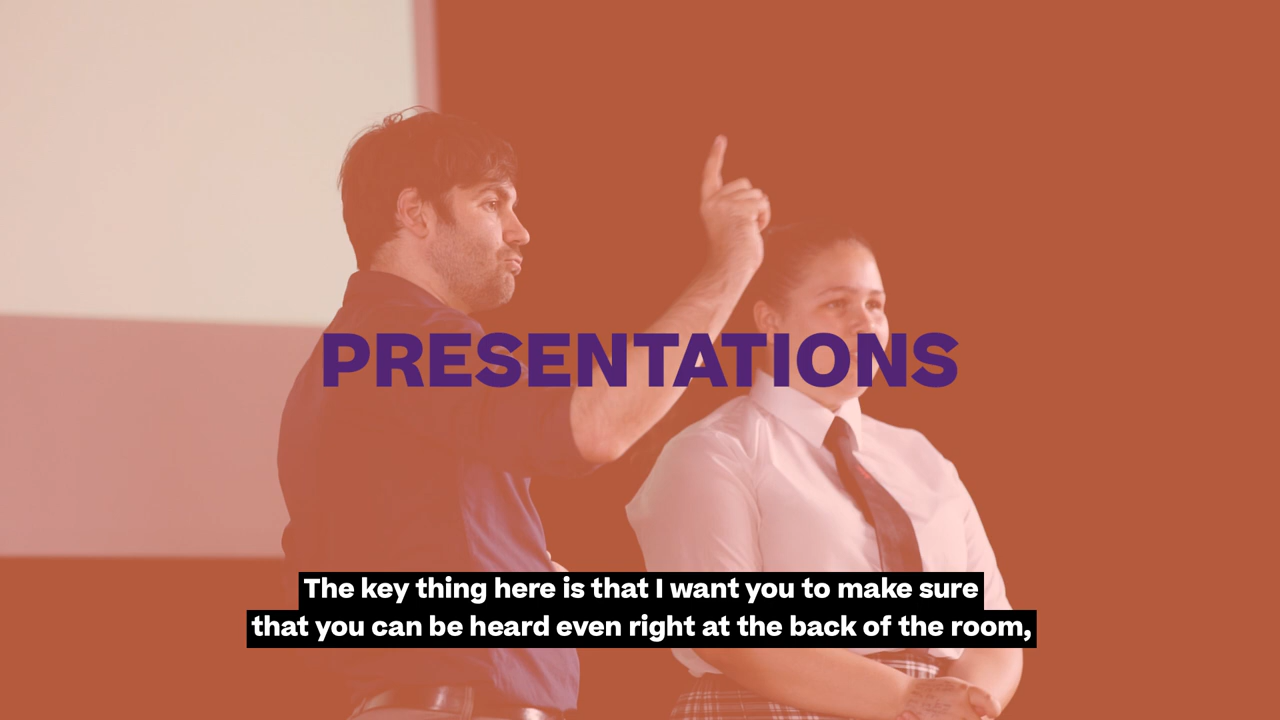 PRESENTATIONS
The key thing here is that I want you to make sure
that you can be heard even right at the back of the room,